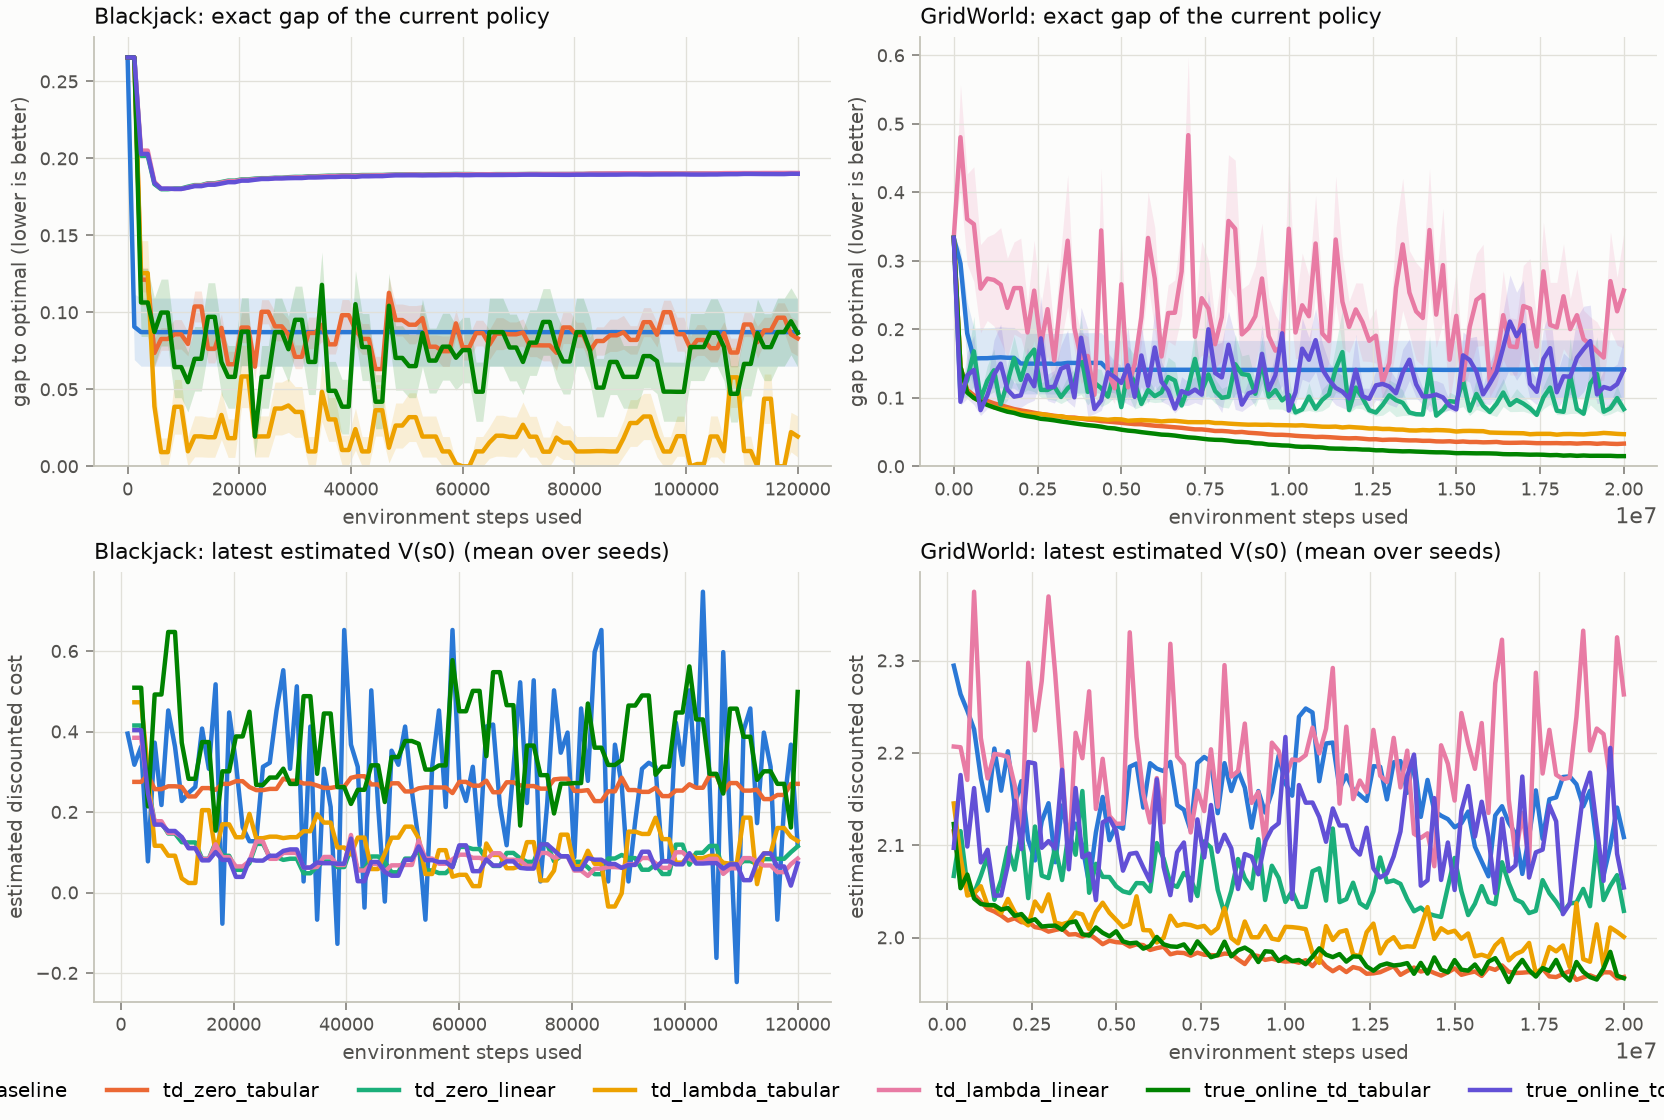 Blackjack: exact gap of the current policy
gap to optimal (lower is better)
0.25
0.20
0.15
0.10
0.05
0.00
0 20000 40000 60000 80000 100000 120000
environment steps used
GridWorld: exact gap of the current policy
gap to optimal (lower is better)
0.6
0.5
0.4
0.3
0.2
0.1
0.0
0.00 0.25 0.50 0.75 1.00 1.25 1.50 1.75 2.00
1e7
environment steps used
Blackjack: latest estimated V(s0) (mean over seeds)
estimated discounted cost
0.6
0.4
0.2
0.0
−0.2
0 20000 40000 60000 80000 100000 120000
environment steps used
GridWorld: latest estimated V(s0) (mean over seeds)
estimated discounted cost
2.3
2.2
2.1
2.0
0.00 0.25 0.50 0.75 1.00 1.25 1.50 1.75 2.00
1e7
environment steps used
aseline td_zero_tabular td_zero_linear td_lambda_tabular td_lambda_linear true_online_td_tabular